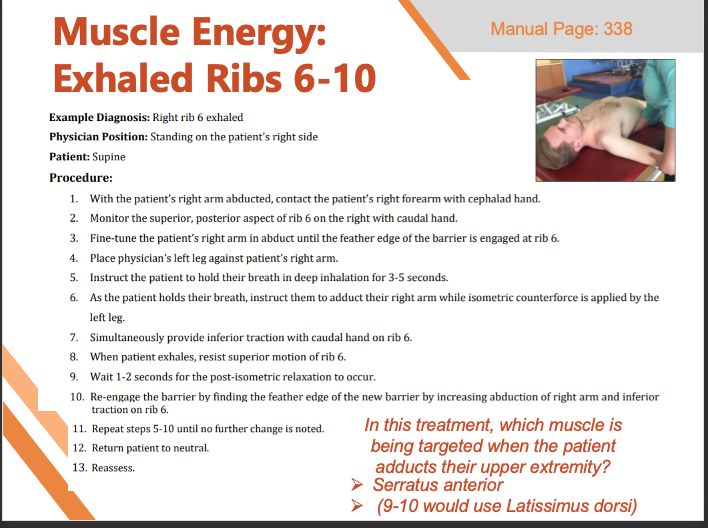 Muscle Energy:
Exhaled Ribs 6-10
Manual Page: 338
Example Diagnosis: Right rib 6 exhaled
Physician Position: Standing on the patient's right side
Patient: Supine
Procedure:
1. With the patient's right arm abducted, contact the patient's right forearm with cephalad hand.
2. Monitor the superior, posterior aspect of rib 6 on the right with caudal hand.
3. Fine-tune the patient's right arm in abduct until the feather edge of the barrier is engaged at rib 6.
4. Place physician's left leg against patient's right arm.
5. Instruct the patient to hold their breath in deep inhalation for 3-5 seconds.
6. As the patient holds their breath, instruct them to adduct their right arm while isometric counterforce is applied by the
left leg.
7. Simultaneously provide inferior traction with caudal hand on rib 6.
8. When patient exhales, resist superior motion of rib 6.
9. Wait 1-2 seconds for the post-isometric relaxation to occur.
10. Re-engage the barrier by finding the feather edge of the new barrier by increasing abduction of right arm and inferior
traction on rib 6.
11. Repeat steps 5-10 until no further change is noted.
12. Return patient to neutral.
13. Reassess.
In this treatment, which muscle is
being targeted when the patient
adducts their upper extremity?
➢ Serratus anterior
➢ (9-10 would use Latissimus dorsi)